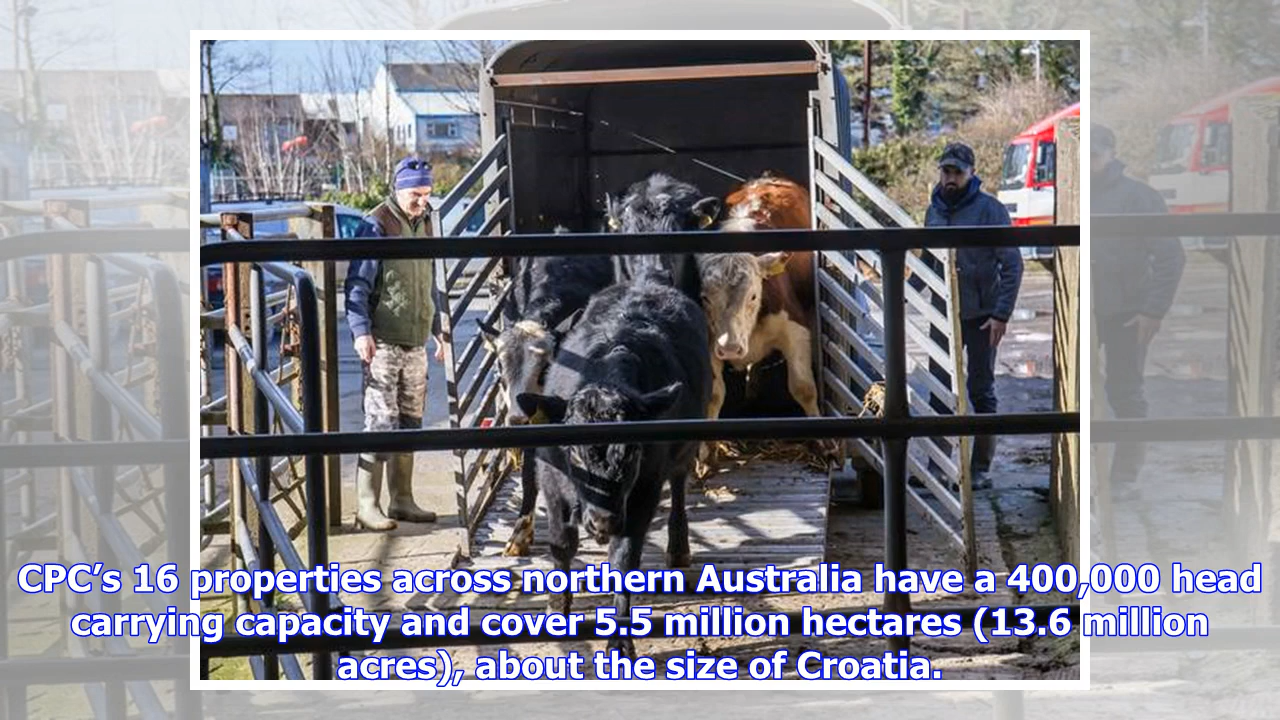 CPC’s 16 properties across northern Australia have a 400,000 head
carrying capacity and cover 5.5 million hectares (13.6 million
acres), about the size of Croatia.